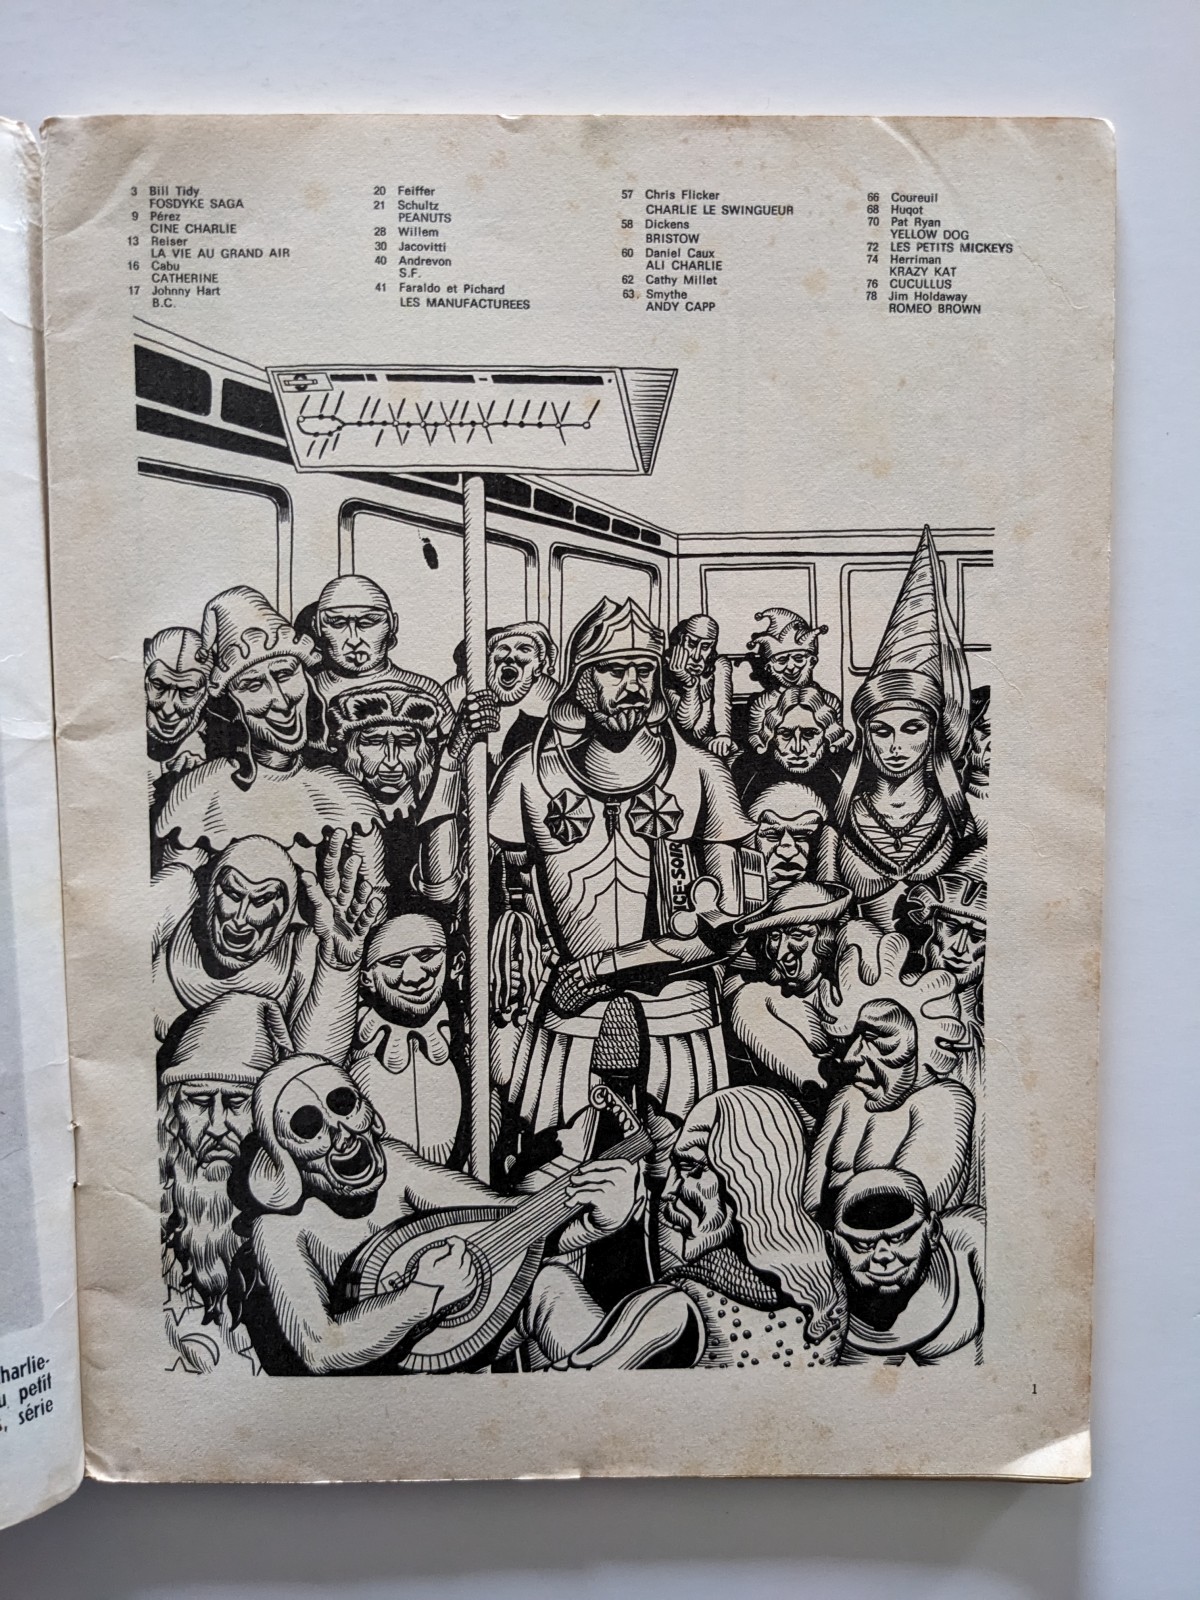 3 Bill Tidy
FOSDYKE SAGA
9 Pérez
CINE CHARLIE
13 Reiser
LA VIE AU GRAND AIR
16 Cabu
CATHERINE
17 Johnny Hart
B.C.
20 Feiffer
21 Schultz
PEANUTS
28 Willem
30 Jacovitti
40 Andrevon
S.F.
41 Faraldo et Pichard
LES MANUFACTUREES
57 Chris Flicker
CHARLIE LE SWINGUEUR
58 Dickens
BRISTOW
60 Daniel Caux
ALI CHARLIE
62 Cathy Millet
63 Smythe
ANDY CAPP
66 Coureuil
68 Huqot
70 Pat Ryan
YELLOW DOG
72 LES PETITS MICKEYS
74 Herriman
KRAZY KAT
76 CUCULLUS
78 Jim Holdaway
ROMEO BROWN
CE-SOIR
harlie-
u petit
, série
1